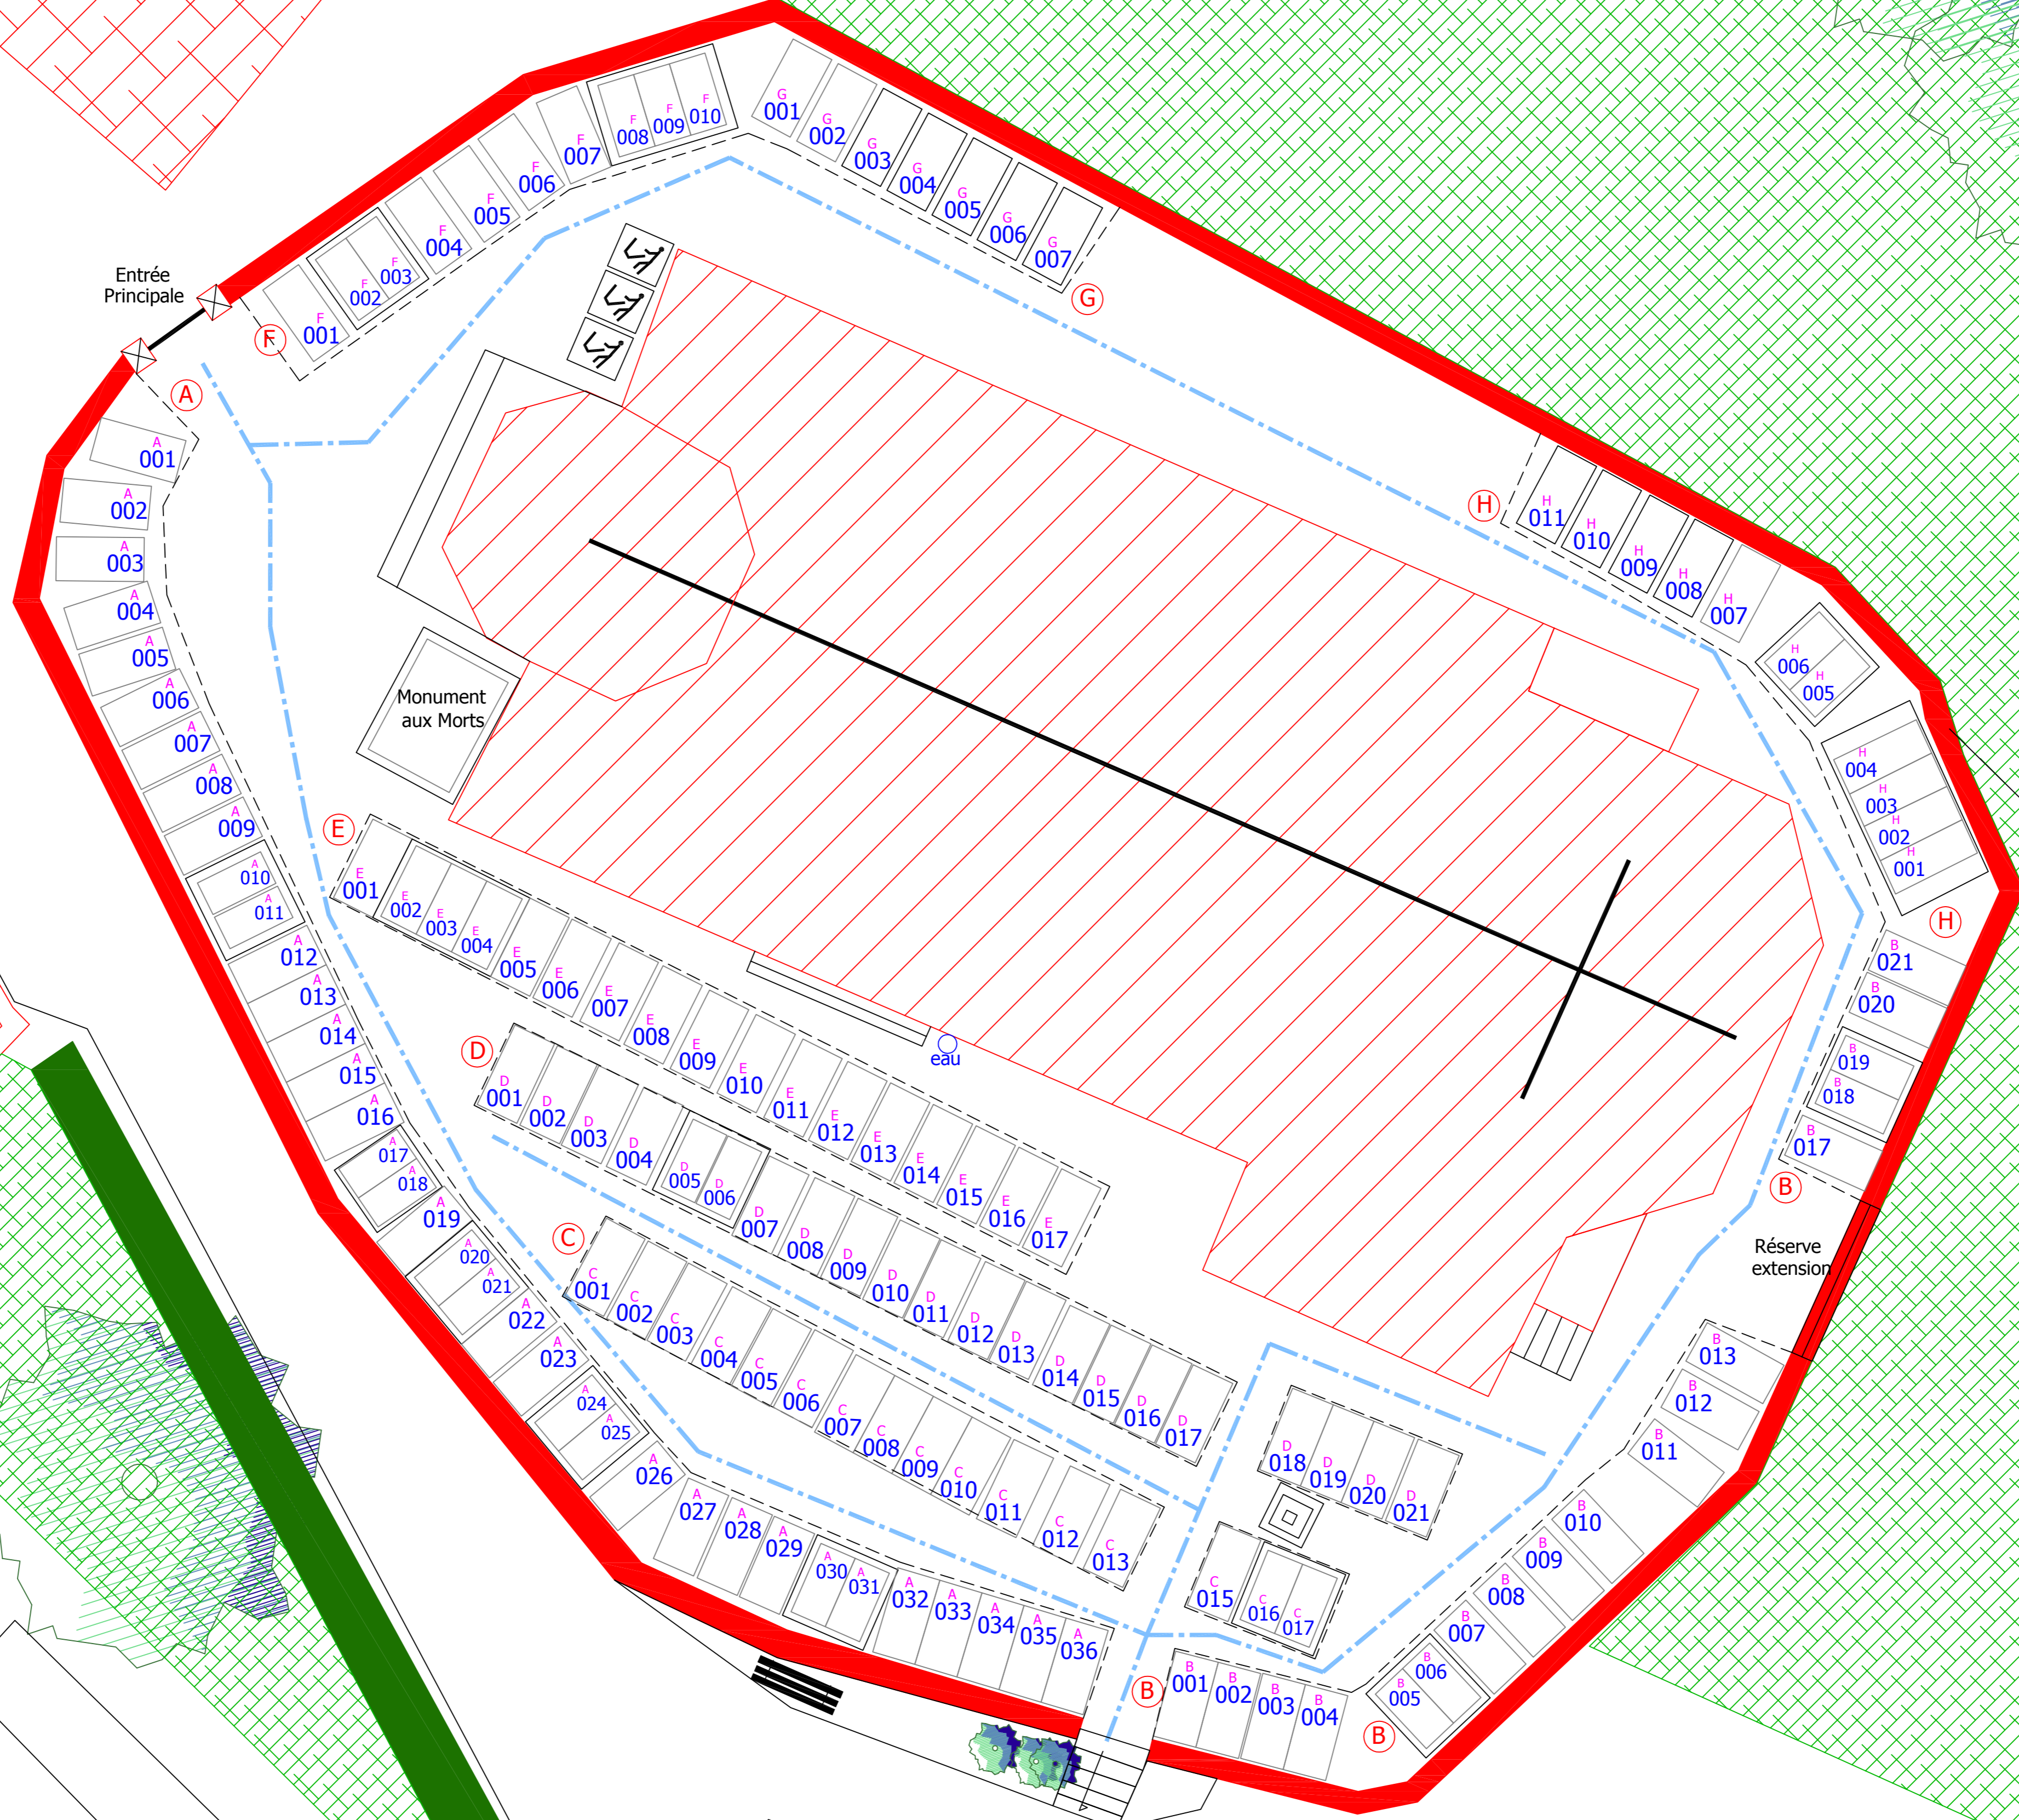 Entrée
Principale
F
A
F
001
F
002
F
003
F
004
F
005
F
006
F
007
F
008
F
009
F
010
G
001
G
002
G
003
G
004
G
005
G
006
G
007
G
H
H
011
H
010
H
009
H
008
H
007
H
006
H
005
H
004
H
003
H
002
H
001
H
B
021
B
020
B
019
B
018
B
017
B
Réserve
extension
B
013
B
012
B
011
B
010
B
009
B
008
B
007
B
006
B
005
B
B
004
B
003
B
002
B
001
B
A
001
A
002
A
003
A
004
A
005
A
006
A
007
A
008
A
009
A
010
A
011
A
012
A
013
A
014
A
015
A
016
A
017
A
018
A
019
A
020
A
021
A
022
A
023
A
024
A
025
A
026
A
027
A
028
A
029
A
030
A
031
A
032
A
033
A
034
A
035
A
036
Monument
aux Morts
E
E
001
E
002
E
003
E
004
E
005
E
006
E
007
E
008
E
009
E
010
E
011
E
012
E
013
E
014
E
015
E
016
E
017
eau
D
D
001
D
002
D
003
D
004
D
005
D
006
D
007
D
008
D
009
D
010
D
011
D
012
D
013
D
014
D
015
D
016
D
017
D
018
D
019
D
020
D
021
C
C
001
C
002
C
003
C
004
C
005
C
006
C
007
C
008
C
009
C
010
C
011
C
012
C
013
C
015
C
016
C
017